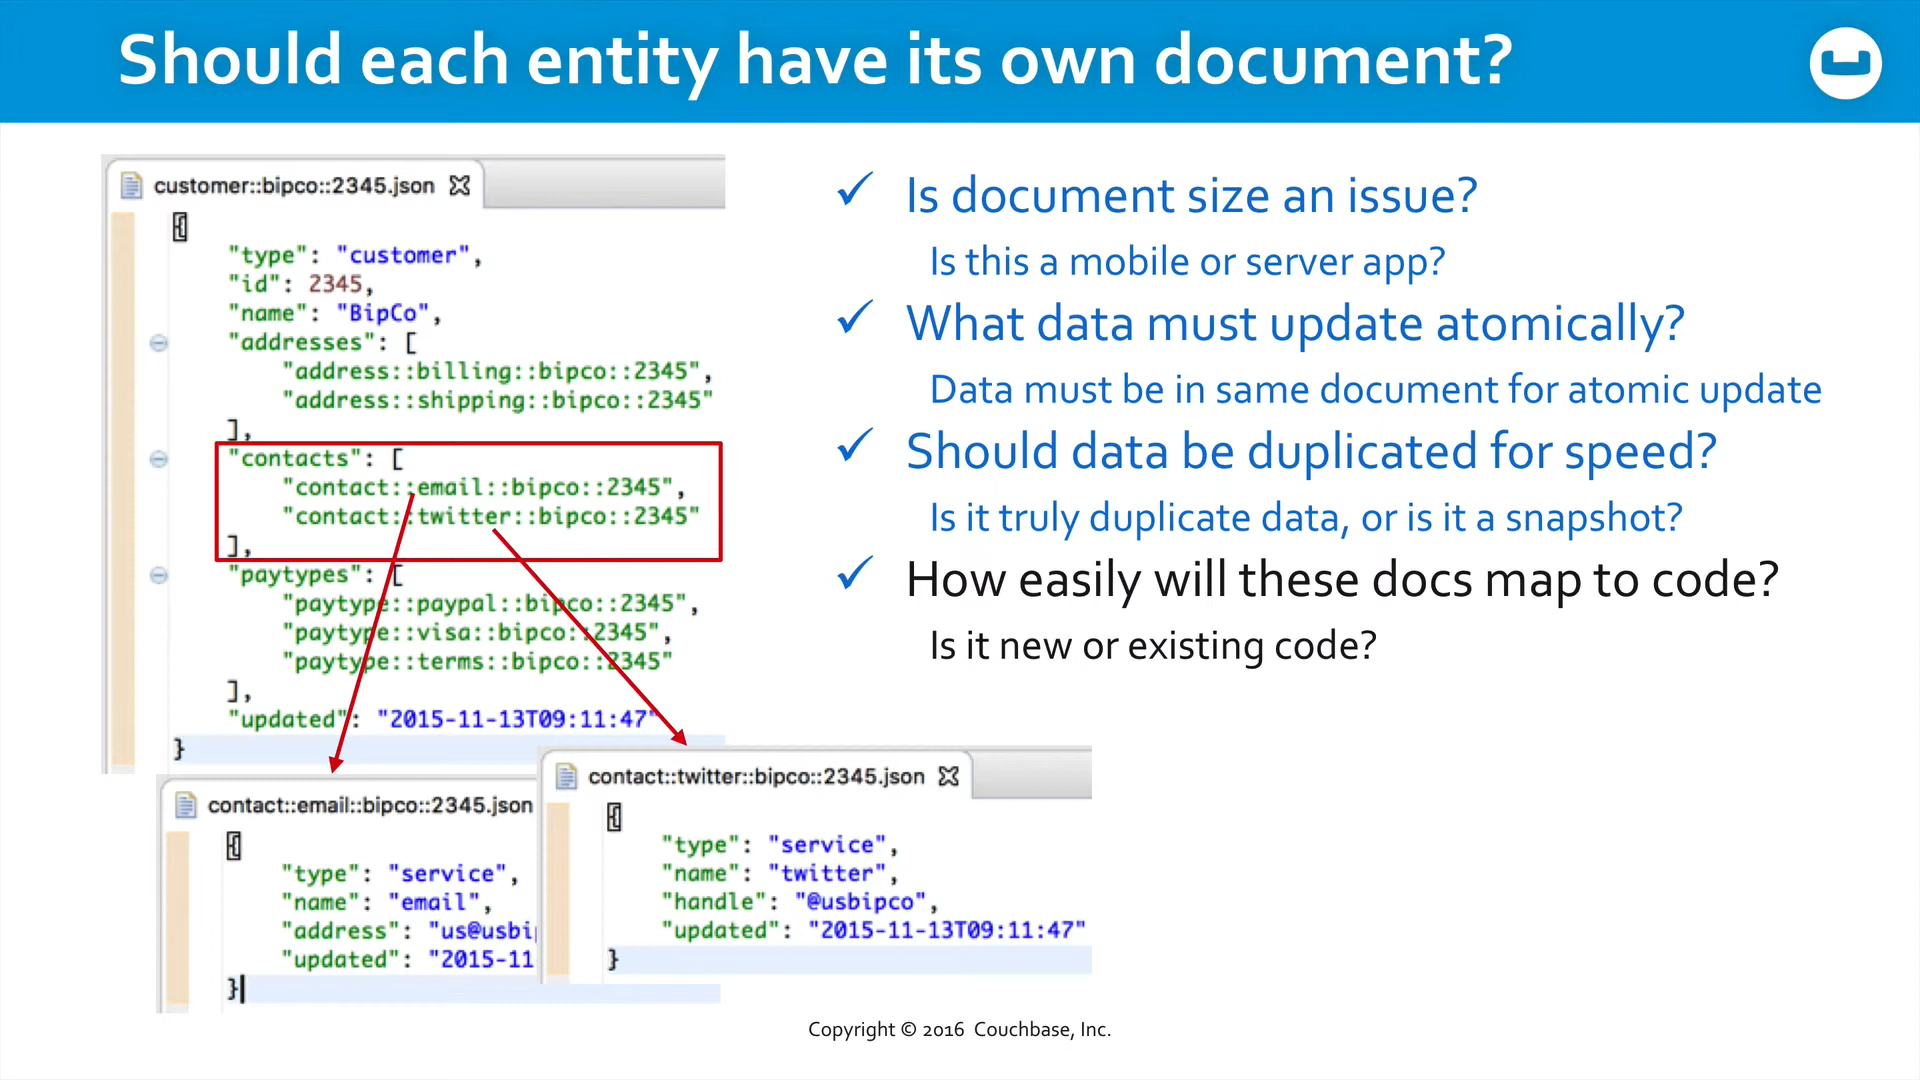 Should each entity have its own document?
customer::bipco::2345.json
{
"type": "customer",
"id": 2345,
"name": "BipCo",
"addresses": [
"address::billing::bipco::2345",
"address::shipping::bipco::2345"
],
"contacts": [
"contact::email::bipco::2345",
"contact::twitter::bipco::2345"
],
"paytypes": [
"paytype::paypal::bipco::2345",
"paytype::visa::bipco::2345",
"paytype::terms::bipco::2345"
],
"updated": "2015-11-13T09:11:47"
}
contact::email::bipco::2345.json
{
"type": "service",
"name": "email",
"address": "us@usbi
"updated": "2015-11
}
contact::twitter::bipco::2345.json
{
"type": "service",
"name": "twitter",
"handle": "@usbipco",
"updated": "2015-11-13T09:11:47"
}
✓ Is document size an issue?
Is this a mobile or server app?
✓ What data must update atomically?
Data must be in same document for atomic update
✓ Should data be duplicated for speed?
Is it truly duplicate data, or is it a snapshot?
✓ How easily will these docs map to code?
Is it new or existing code?
Copyright © 2016 Couchbase, Inc.